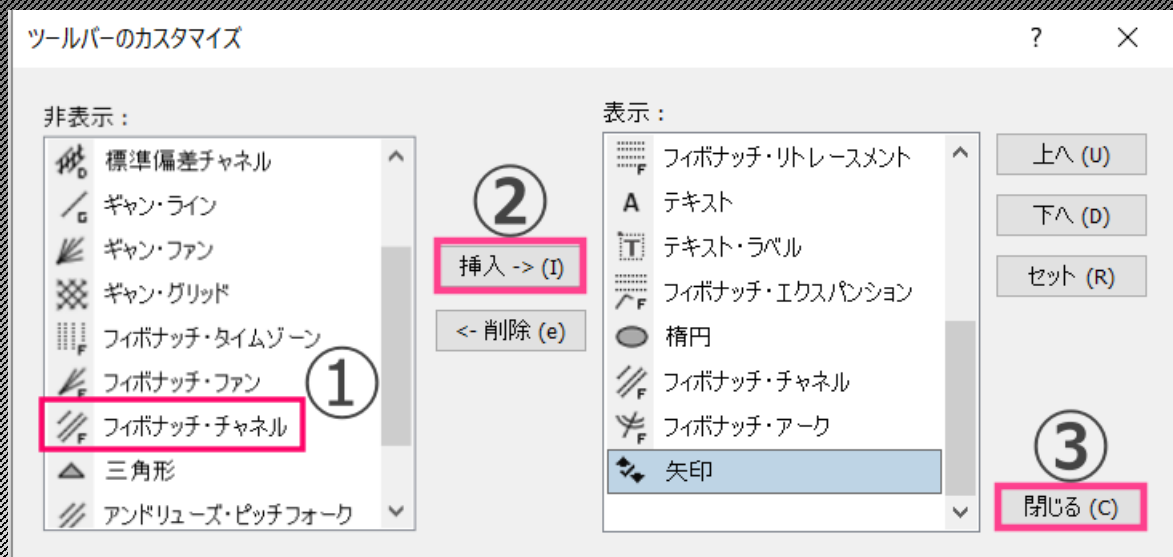 ツールバーのカスタマイズ
?
×
非表示：
標準偏差チャネル
ギャン・ライン
ギャン・ファン
ギャン・グリッド
フィボナッチ・タイムゾーン
フィボナッチ・ファン
フィボナッチ・チャネル
三角形
アンドリューズ・ピッチフォーク
①
②
挿入 -> (I)
<- 削除 (e)
表示：
フィボナッチ・リトレースメント
テキスト
テキスト・ラベル
フィボナッチ・エクスパンション
楕円
フィボナッチ・チャネル
フィボナッチ・アーク
矢印
上へ (U)
下へ (D)
セット (R)
③
閉じる (C)